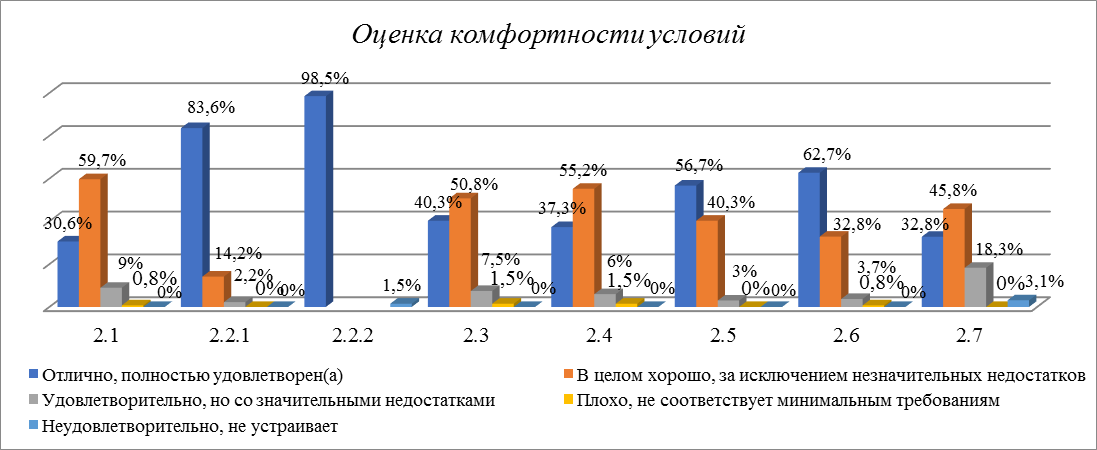 Оценка комфортности условий
30,6% 59,7% 9% 0,8% 0%
83,6% 14,2% 2,2% 0% 0%
98,5% 1,5%
40,3% 50,8% 7,5% 1,5% 0%
37,3% 55,2% 6% 1,5% 0%
56,7% 40,3% 3% 0% 0%
62,7% 32,8% 3,7% 0,8% 0%
32,8% 45,8% 18,3% 0% 3,1%
2.1 2.2.1 2.2.2 2.3 2.4 2.5 2.6 2.7
Отлично, полностью удовлетворен(а)
В целом хорошо, за исключением незначительных недостатков
Удовлетворительно, но со значительными недостатками
Плохо, не соответствует минимальным требованиям
Неудовлетворительно, не устраивает